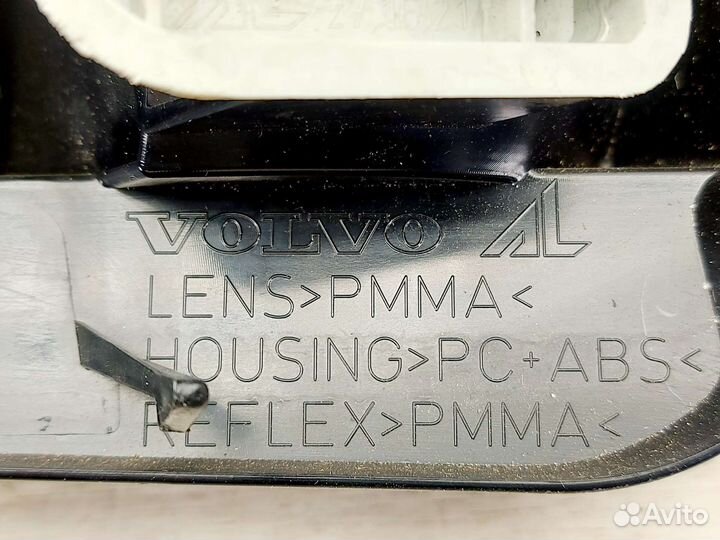 VOLVO AL
LENS>PMMA<
HOUSING>PC+ABS<
REFLEX>PMMA<
Avito